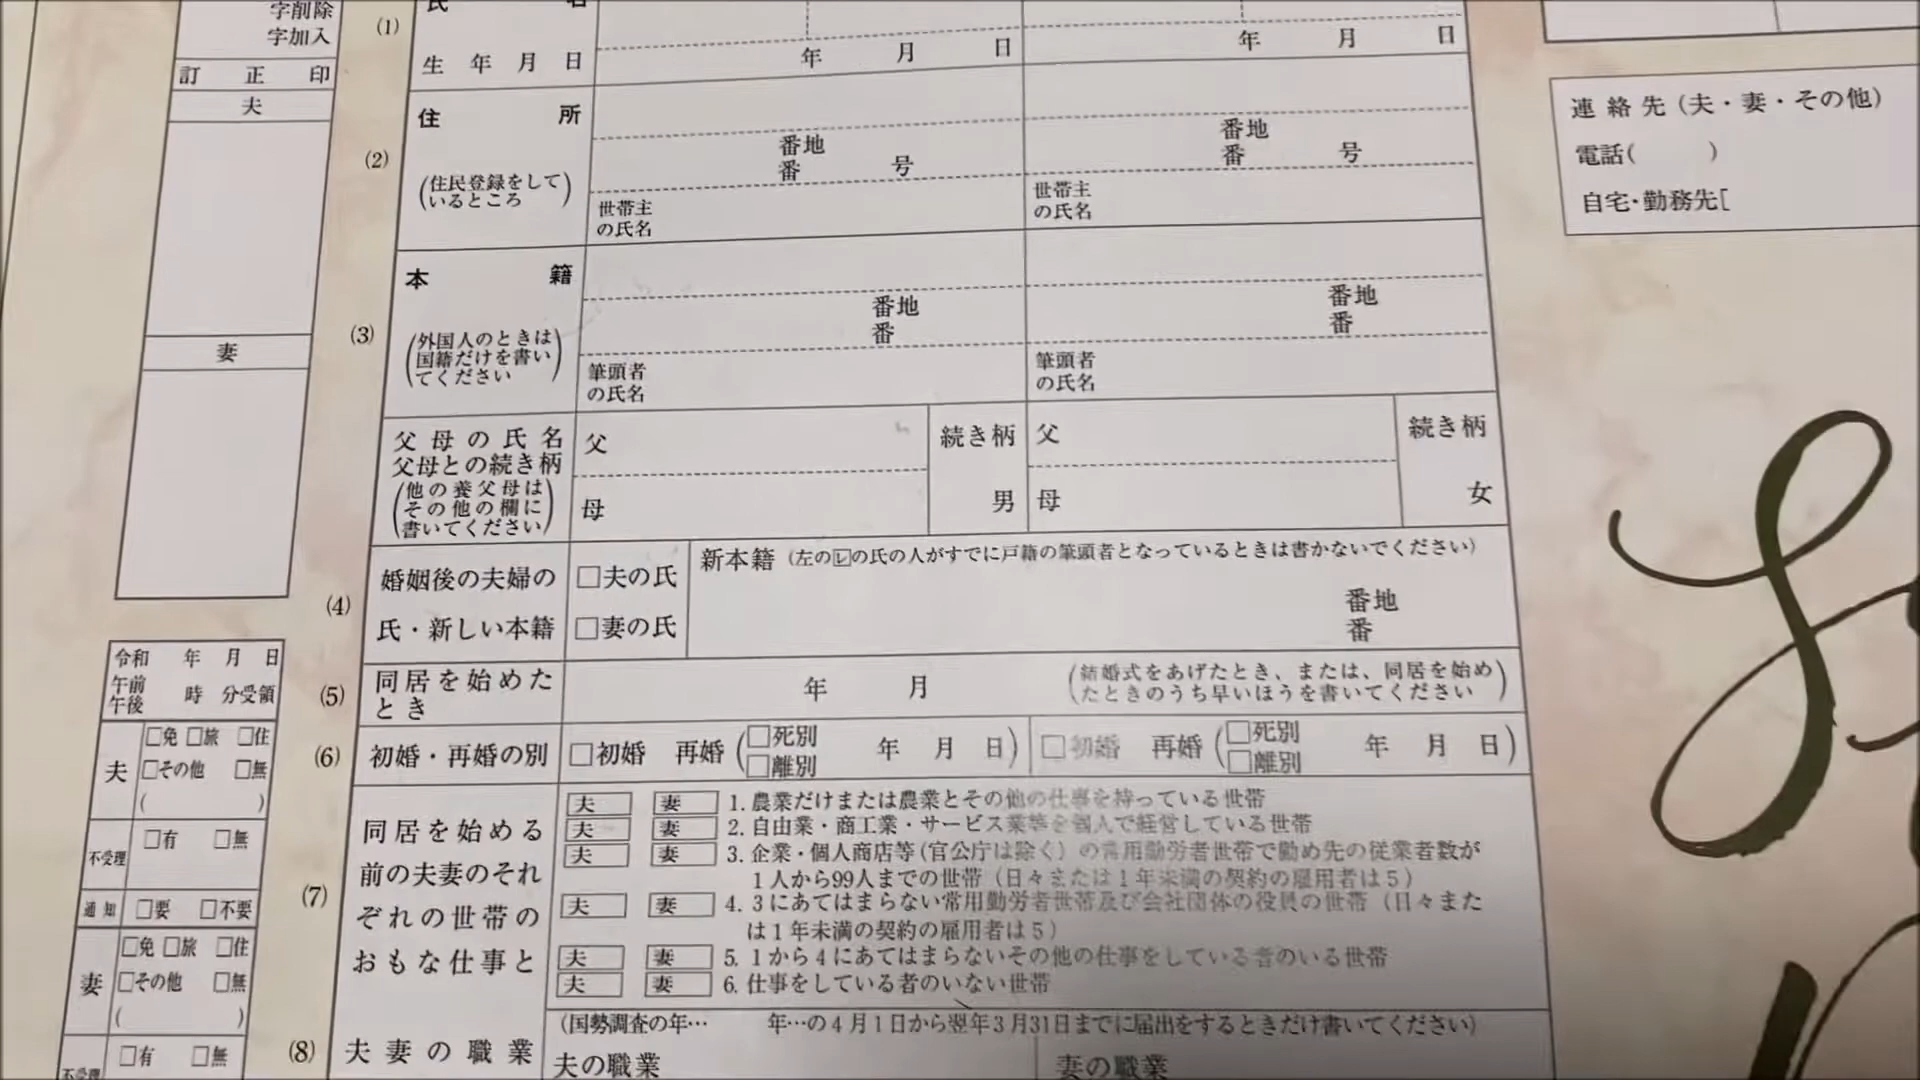 字削除
字加入
訂正印
夫
妻
令和 年 月 日
午前
午後 時 分受領
夫
□免 □旅 □住
□その他 □無
( )
不受理 □有 □無
通知 □要 □不要
妻
□免 □旅 □住
□その他 □無
( )
不受理 □有 □無
(1) 氏名
生年月日 年 月 日 年 月 日
(2) 住所
(住民登録をして
いるところ)
番地
番 号
世帯主
の氏名
番地
番 号
世帯主
の氏名
(3) 本籍
(外国人のときは
国籍だけを書い
てください)
番地
番
筆頭者
の氏名
番地
番
筆頭者
の氏名
父母の氏名
父母との続き柄
(他の養父母は
その他の欄に
書いてください)
父 続き柄
母 男
父 続き柄
母 女
(4) 婚姻後の夫婦の
氏・新しい本籍
□夫の氏
□妻の氏
新本籍(左の☑の氏の人がすでに戸籍の筆頭者となっているときは書かないでください)
番地
番
(5) 同居を始めた
とき
年 月
(結婚式をあげたとき、または、同居を始め
たときのうち早いほうを書いてください)
(6) 初婚・再婚の別
□初婚 再婚(□死別 □離別 年 月 日)
□初婚 再婚(□死別 □離別 年 月 日)
(7) 同居を始める
前の夫妻のそれ
ぞれの世帯の
おもな仕事と
夫 妻 1. 農業だけまたは農業とその他の仕事を持っている世帯
夫 妻 2. 自由業・商工業・サービス業等を個人で経営している世帯
夫 妻 3. 企業・個人商店等(官公庁は除く)の常用勤労者世帯で勤め先の従業者数が
1人から99人までの世帯(日々または1年未満の契約の雇用者は5)
夫 妻 4. 3にあてはまらない常用勤労者世帯及び会社団体の役員の世帯(日々また
は1年未満の契約の雇用者は5)
夫 妻 5. 1から4にあてはまらないその他の仕事をしている者のいる世帯
夫 妻 6. 仕事をしている者のいない世帯
(8) 夫妻の職業
(国勢調査の年… 年…の4月1日から翌年3月31日までに届出をするときだけ書いてください)
夫の職業 妻の職業
連絡先(夫・妻・その他)
電話( )
自宅・勤務先[